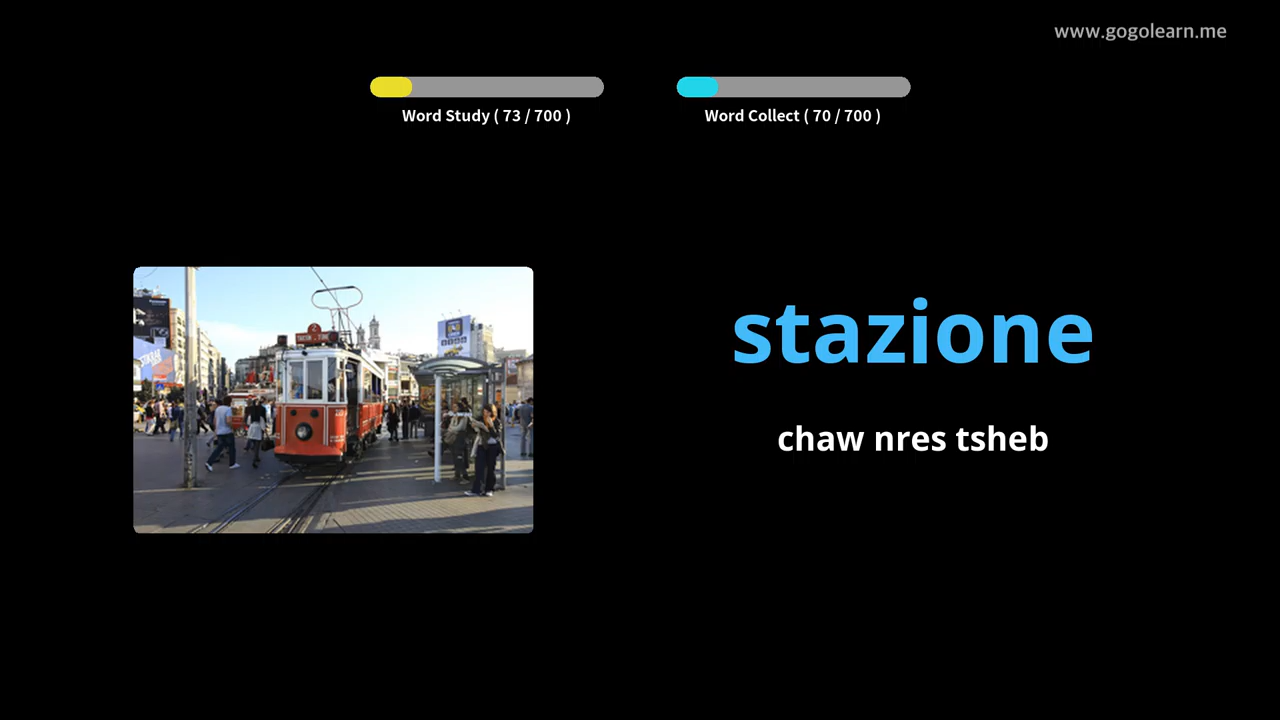 www.gogolearn.me
Word Study ( 73 / 700 )
Word Collect ( 70 / 700 )
stazione
chaw nres tsheb